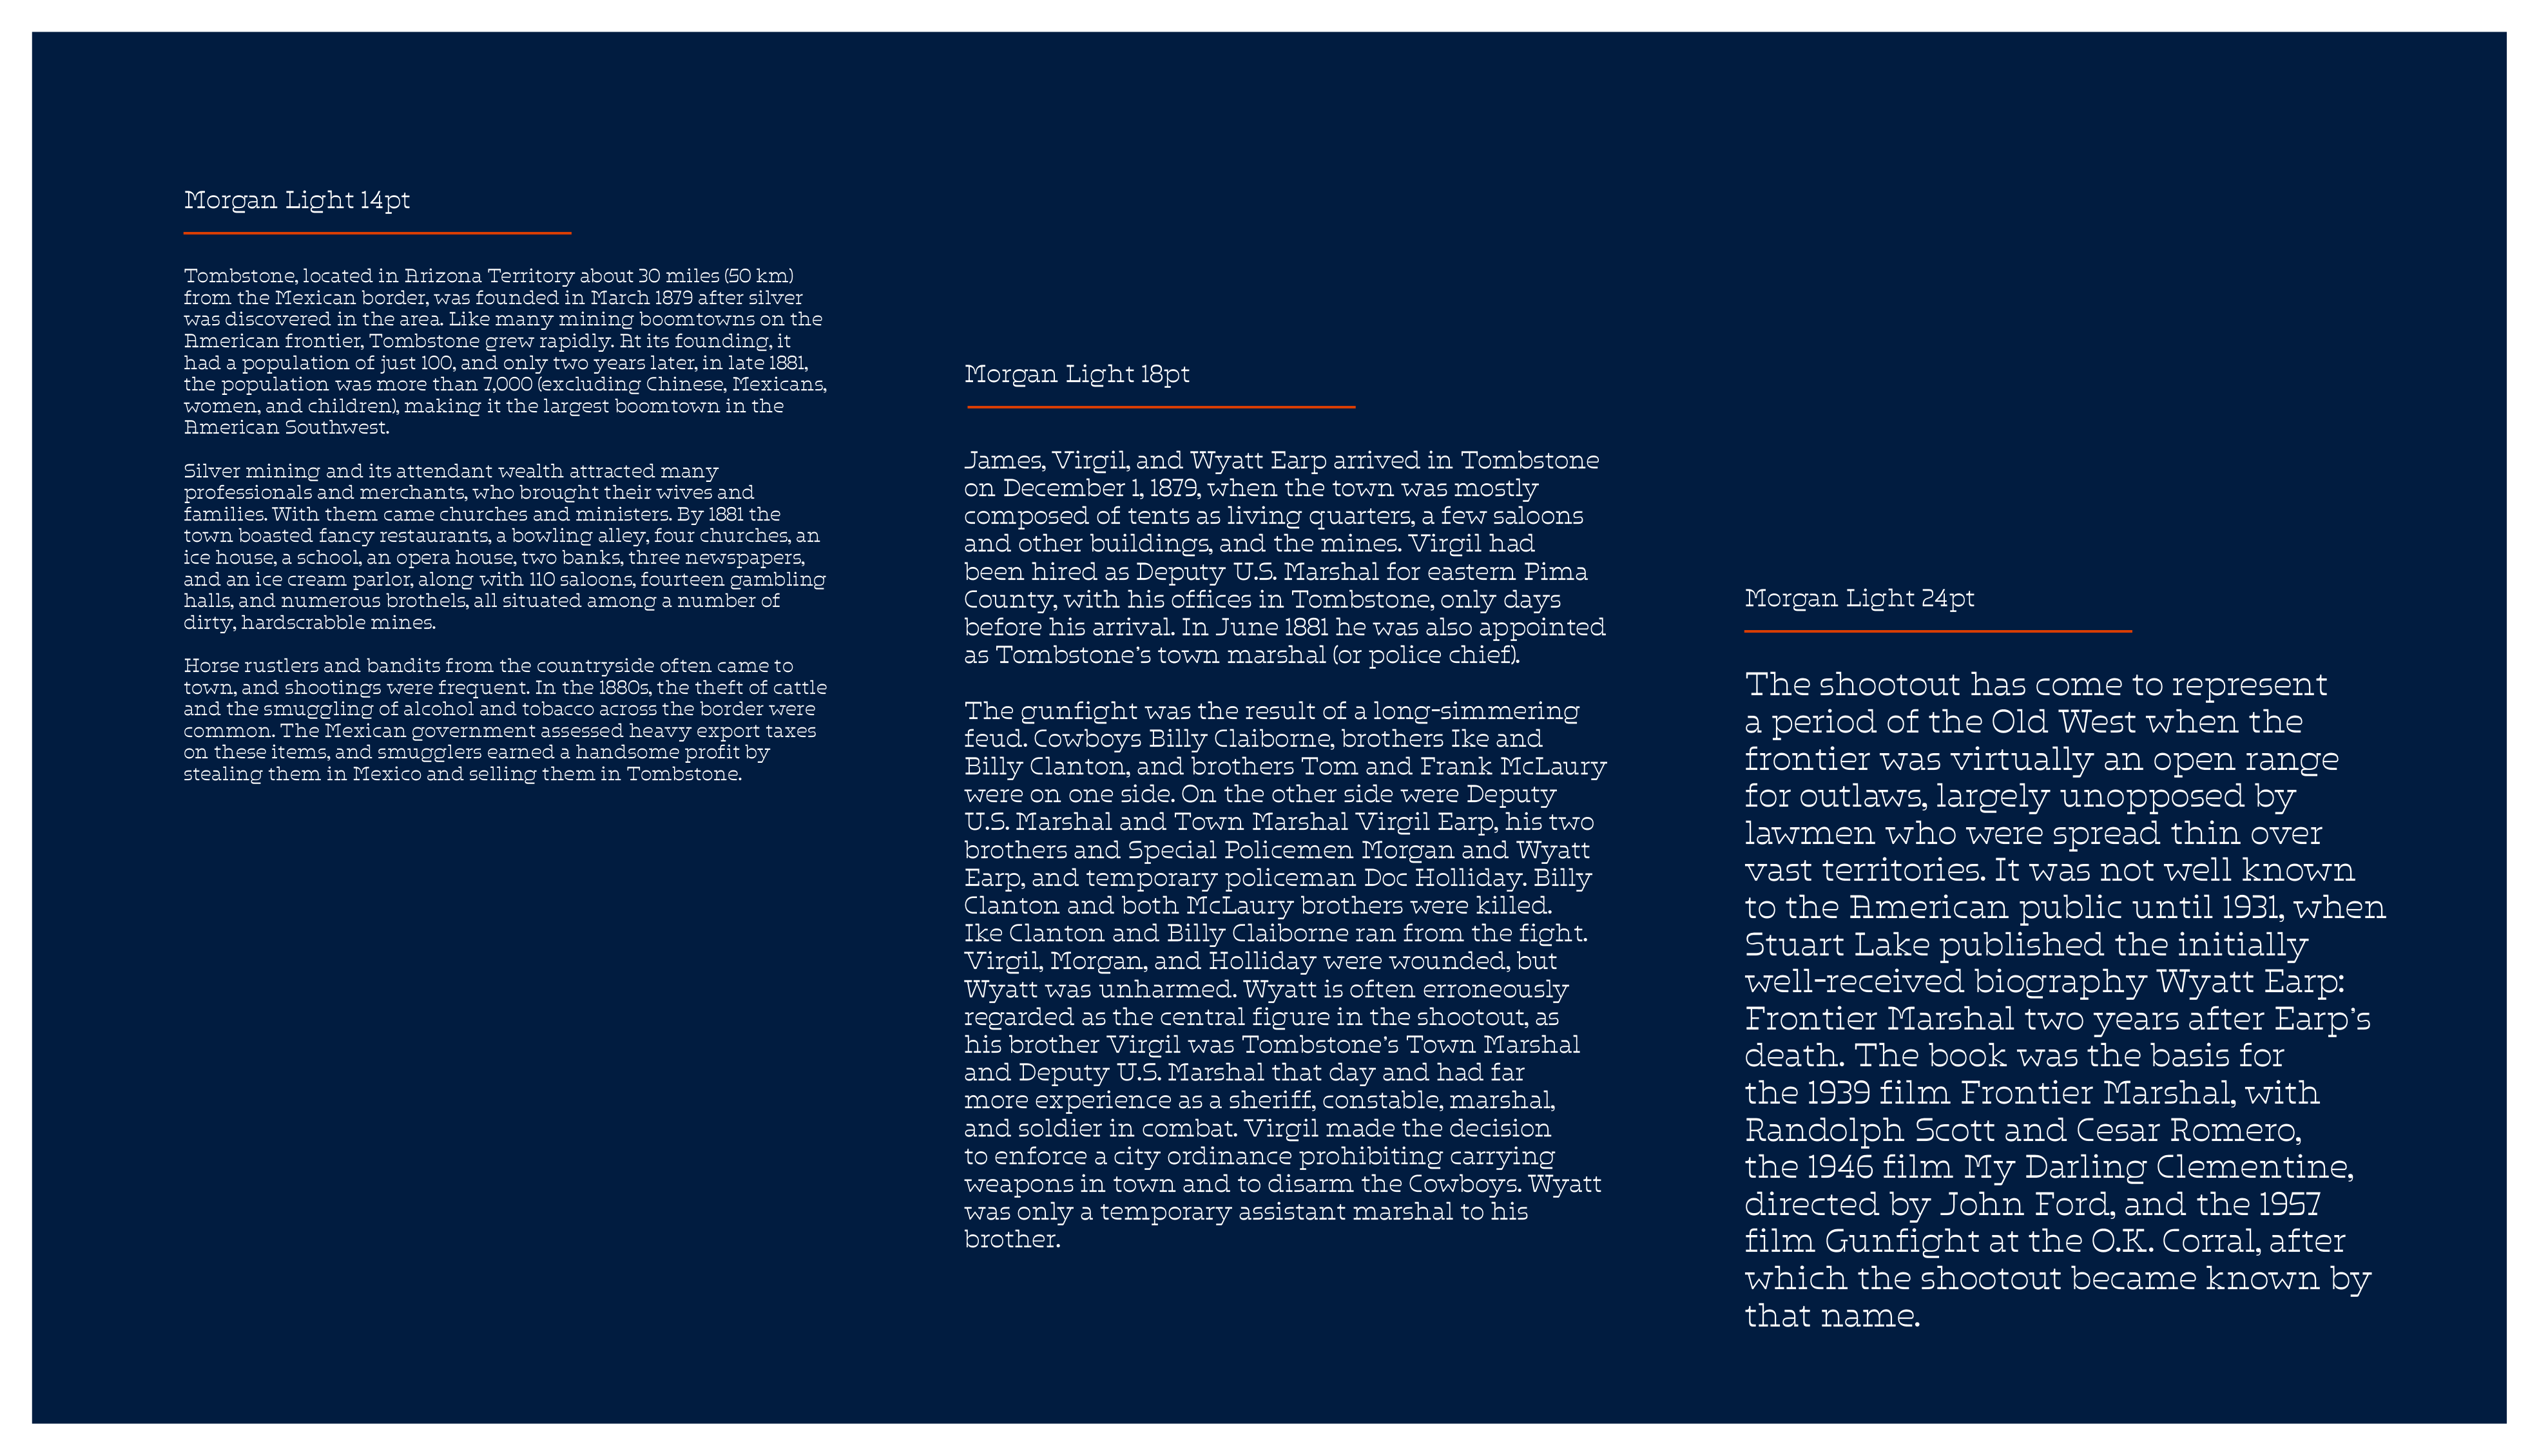 Morgan Light 14pt
Tombstone, located in Arizona Territory about 30 miles (50 km)
from the Mexican border, was founded in March 1879 after silver
was discovered in the area. Like many mining boomtowns on the
American frontier, Tombstone grew rapidly. At its founding, it
had a population of just 100, and only two years later, in late 1881,
the population was more than 7,000 (excluding Chinese, Mexicans,
women, and children), making it the largest boomtown in the
American Southwest.
Silver mining and its attendant wealth attracted many
professionals and merchants, who brought their wives and
families. With them came churches and ministers. By 1881 the
town boasted fancy restaurants, a bowling alley, four churches, an
ice house, a school, an opera house, two banks, three newspapers,
and an ice cream parlor, along with 110 saloons, fourteen gambling
halls, and numerous brothels, all situated among a number of
dirty, hardscrabble mines.
Horse rustlers and bandits from the countryside often came to
town, and shootings were frequent. In the 1880s, the theft of cattle
and the smuggling of alcohol and tobacco across the border were
common. The Mexican government assessed heavy export taxes
on these items, and smugglers earned a handsome profit by
stealing them in Mexico and selling them in Tombstone.
Morgan Light 18pt
James, Virgil, and Wyatt Earp arrived in Tombstone
on December 1, 1879, when the town was mostly
composed of tents as living quarters, a few saloons
and other buildings, and the mines. Virgil had
been hired as Deputy U.S. Marshal for eastern Pima
County, with his offices in Tombstone, only days
before his arrival. In June 1881 he was also appointed
as Tombstone's town marshal (or police chief).
The gunfight was the result of a long-simmering
feud. Cowboys Billy Claiborne, brothers Ike and
Billy Clanton, and brothers Tom and Frank McLaury
were on one side. On the other side were Deputy
U.S. Marshal and Town Marshal Virgil Earp, his two
brothers and Special Policemen Morgan and Wyatt
Earp, and temporary policeman Doc Holliday. Billy
Clanton and both McLaury brothers were killed.
Ike Clanton and Billy Claiborne ran from the fight.
Virgil, Morgan, and Holliday were wounded, but
Wyatt was unharmed. Wyatt is often erroneously
regarded as the central figure in the shootout, as
his brother Virgil was Tombstone's Town Marshal
and Deputy U.S. Marshal that day and had far
more experience as a sheriff, constable, marshal,
and soldier in combat. Virgil made the decision
to enforce a city ordinance prohibiting carrying
weapons in town and to disarm the Cowboys. Wyatt
was only a temporary assistant marshal to his
brother.
Morgan Light 24pt
The shootout has come to represent
a period of the Old West when the
frontier was virtually an open range
for outlaws, largely unopposed by
lawmen who were spread thin over
vast territories. It was not well known
to the American public until 1931, when
Stuart Lake published the initially
well-received biography Wyatt Earp:
Frontier Marshal two years after Earp's
death. The book was the basis for
the 1939 film Frontier Marshal, with
Randolph Scott and Cesar Romero,
the 1946 film My Darling Clementine,
directed by John Ford, and the 1957
film Gunfight at the O.K. Corral, after
which the shootout became known by
that name.